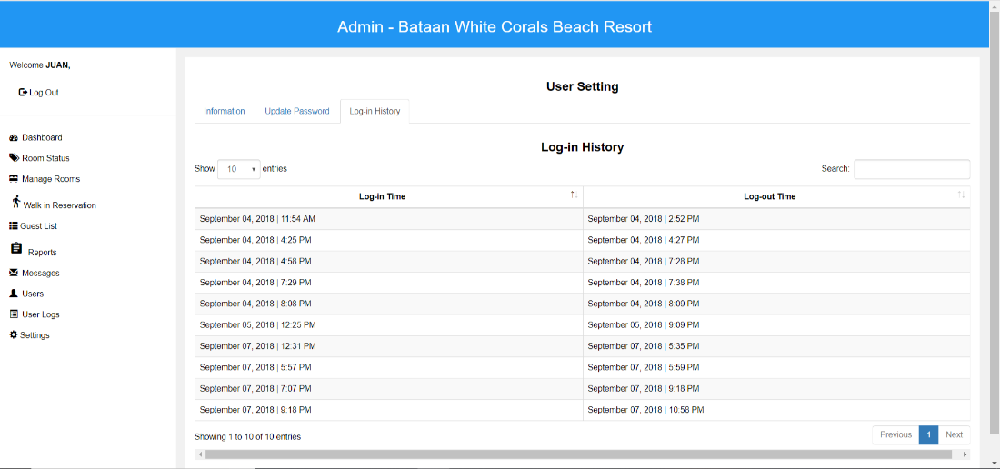 Admin - Bataan White Corals Beach Resort
Welcome JUAN,
Log Out
Dashboard
Room Status
Manage Rooms
Walk in Reservation
Guest List
Reports
Messages
Users
User Logs
Settings
User Setting
Information Update Password Log-in History
Log-in History
Show 10 entries Search:
Log-in Time Log-out Time
September 04, 2018 | 11:54 AM September 04, 2018 | 2:52 PM
September 04, 2018 | 4:25 PM September 04, 2018 | 4:27 PM
September 04, 2018 | 4:58 PM September 04, 2018 | 7:28 PM
September 04, 2018 | 7:29 PM September 04, 2018 | 7:38 PM
September 04, 2018 | 8:08 PM September 04, 2018 | 8:09 PM
September 05, 2018 | 12:25 PM September 05, 2018 | 9:09 PM
September 07, 2018 | 12:31 PM September 07, 2018 | 5:35 PM
September 07, 2018 | 5:57 PM September 07, 2018 | 5:59 PM
September 07, 2018 | 7:07 PM September 07, 2018 | 9:18 PM
September 07, 2018 | 9:18 PM September 07, 2018 | 10:58 PM
Showing 1 to 10 of 10 entries Previous 1 Next